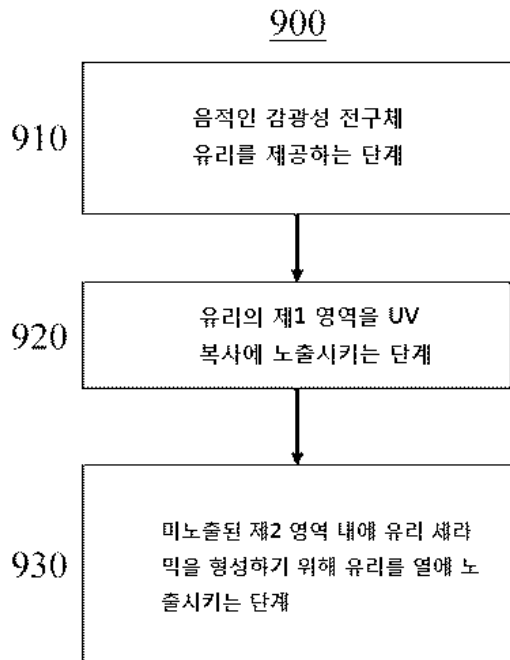 900
910
음적인 감광성 전구체
유리를 제공하는 단계
920
유리의 제1 영역을 UV
복사에 노출시키는 단계
930
미노출된 제2 영역 내에 유리 세라
믹을 형성하기 위해 유리를 열에 노
출시키는 단계